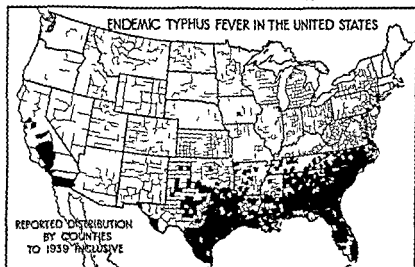 ENDEMIC TYPHUS FEVER IN THE UNITED STATES
REPORTED DISTRIBUTION
BY COUNTIES
TO 1939 INCLUSIVE